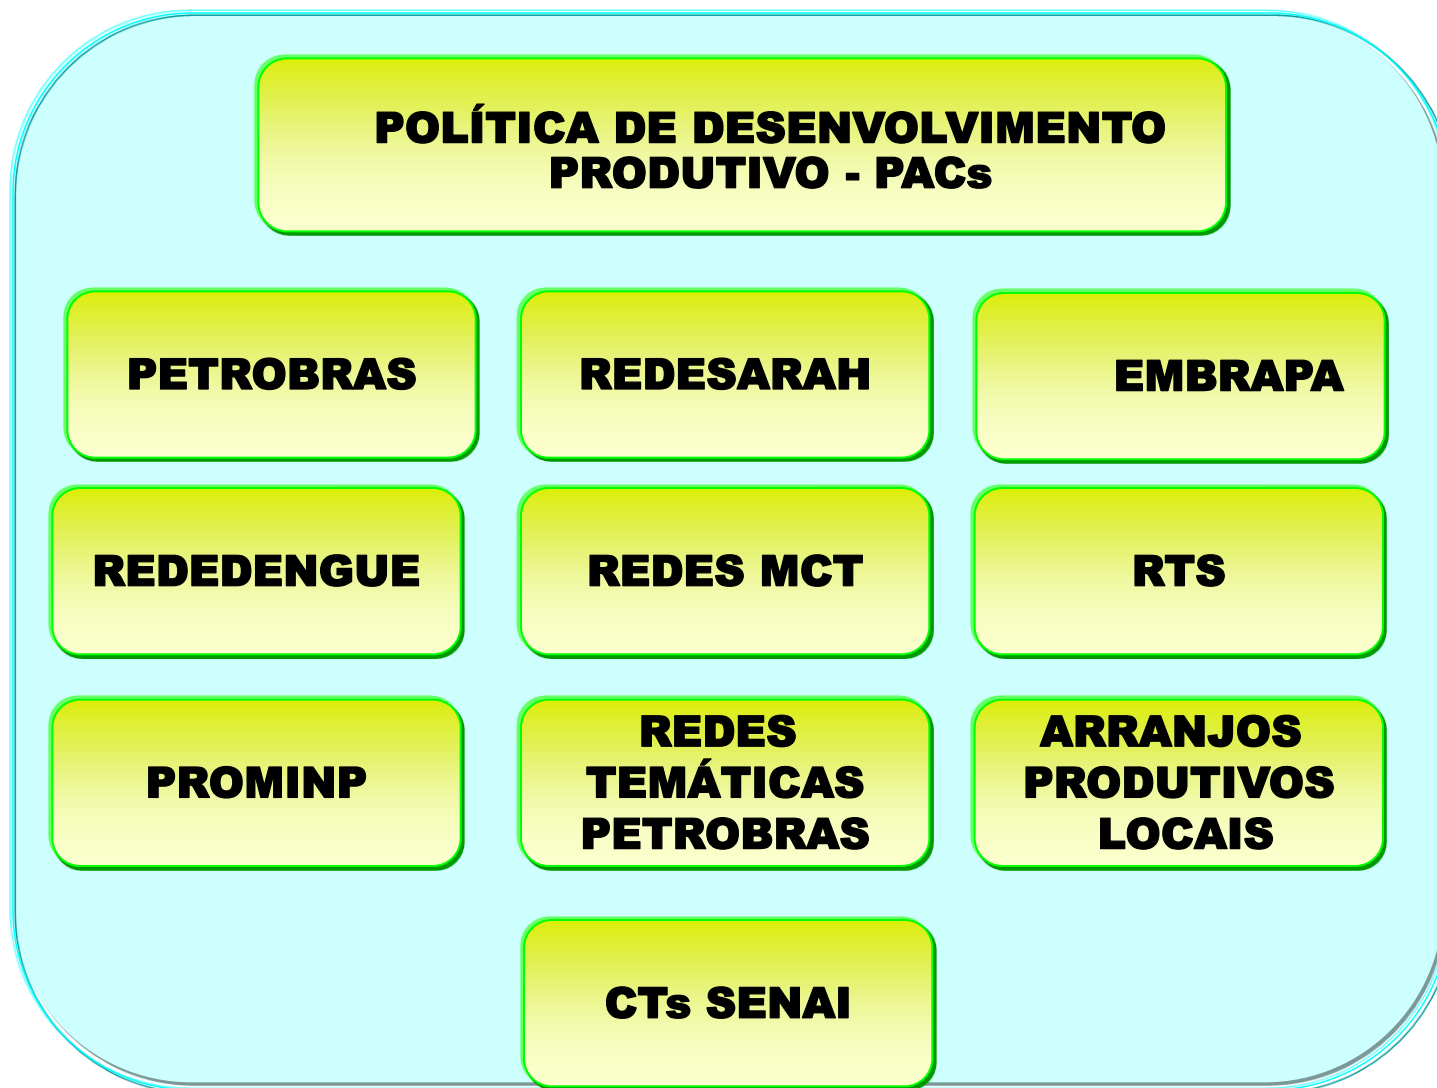 POLÍTICA DE DESENVOLVIMENTO
PRODUTIVO - PACs
PETROBRAS
REDESARAH
EMBRAPA
REDEDENGUE
REDES MCT
RTS
PROMINP
REDES
TEMÁTICAS
PETROBRAS
ARRANJOS
PRODUTIVOS
LOCAIS
CTs SENAI